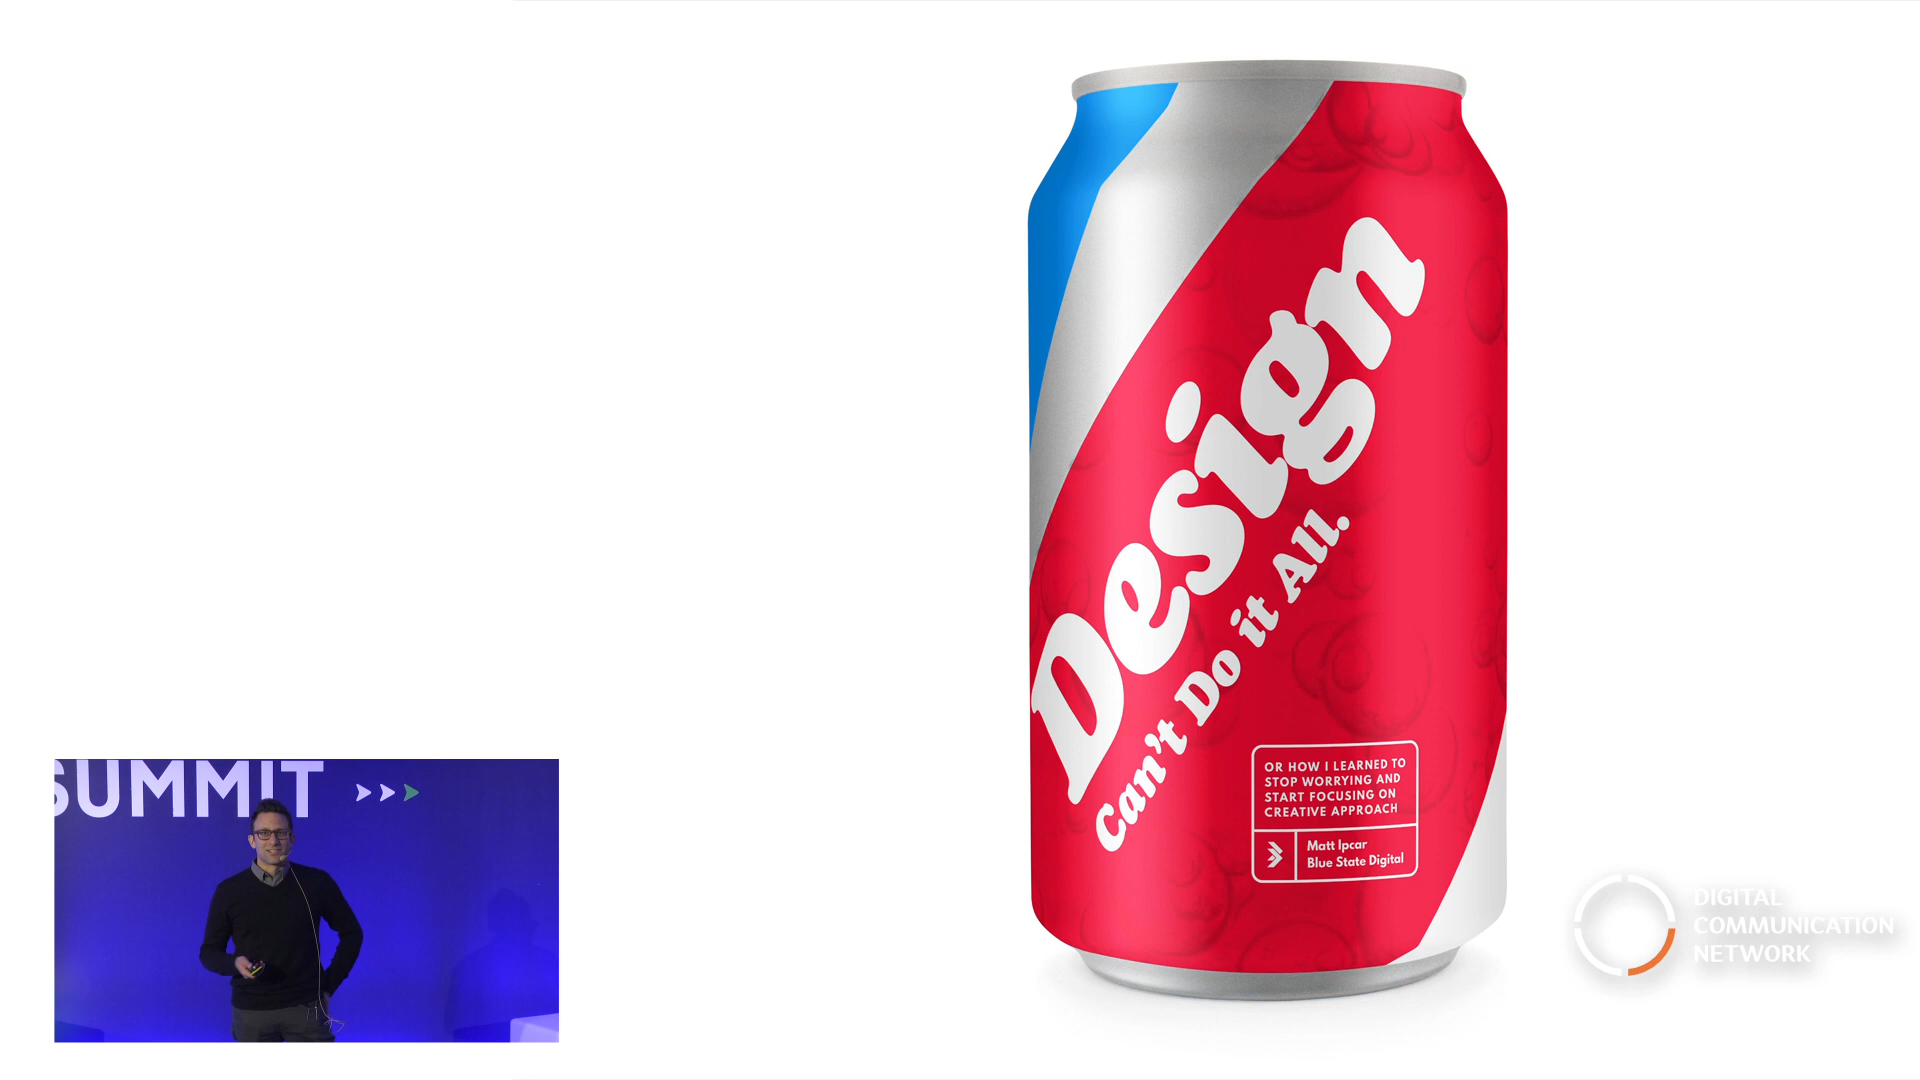 Design
Can't Do it All.
OR HOW I LEARNED TO
STOP WORRYING AND
START FOCUSING ON
CREATIVE APPROACH
Matt Ipcar
Blue State Digital
SUMMIT
DIGITAL
COMMUNICATION
NETWORK